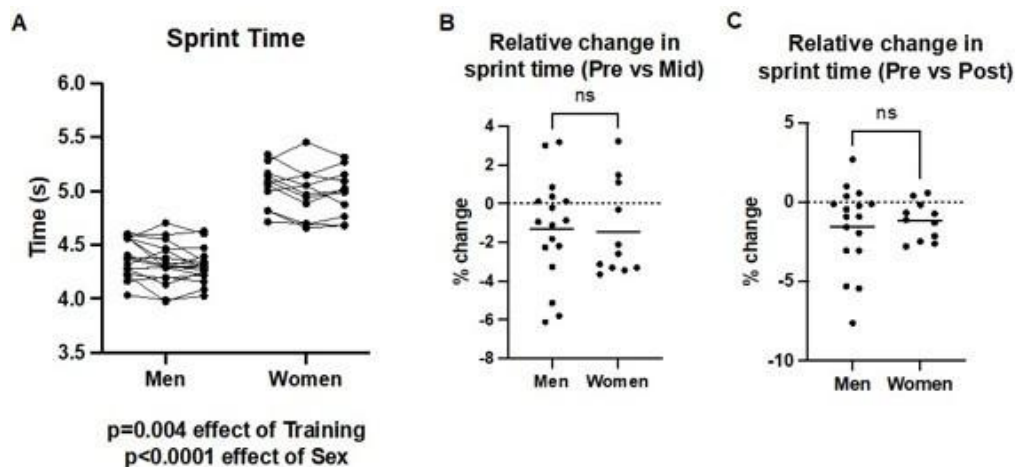 A
Sprint Time
Time (s)
6.0
5.5
5.0
4.5
4.0
3.5
Men
Women
p=0.004 effect of Training
p<0.0001 effect of Sex
B
Relative change in
sprint time (Pre vs Mid)
ns
% change
4
2
0
-2
-4
-6
-8
Men
Women
C
Relative change in
sprint time (Pre vs Post)
ns
% change
5
0
-5
-10
Men
Women